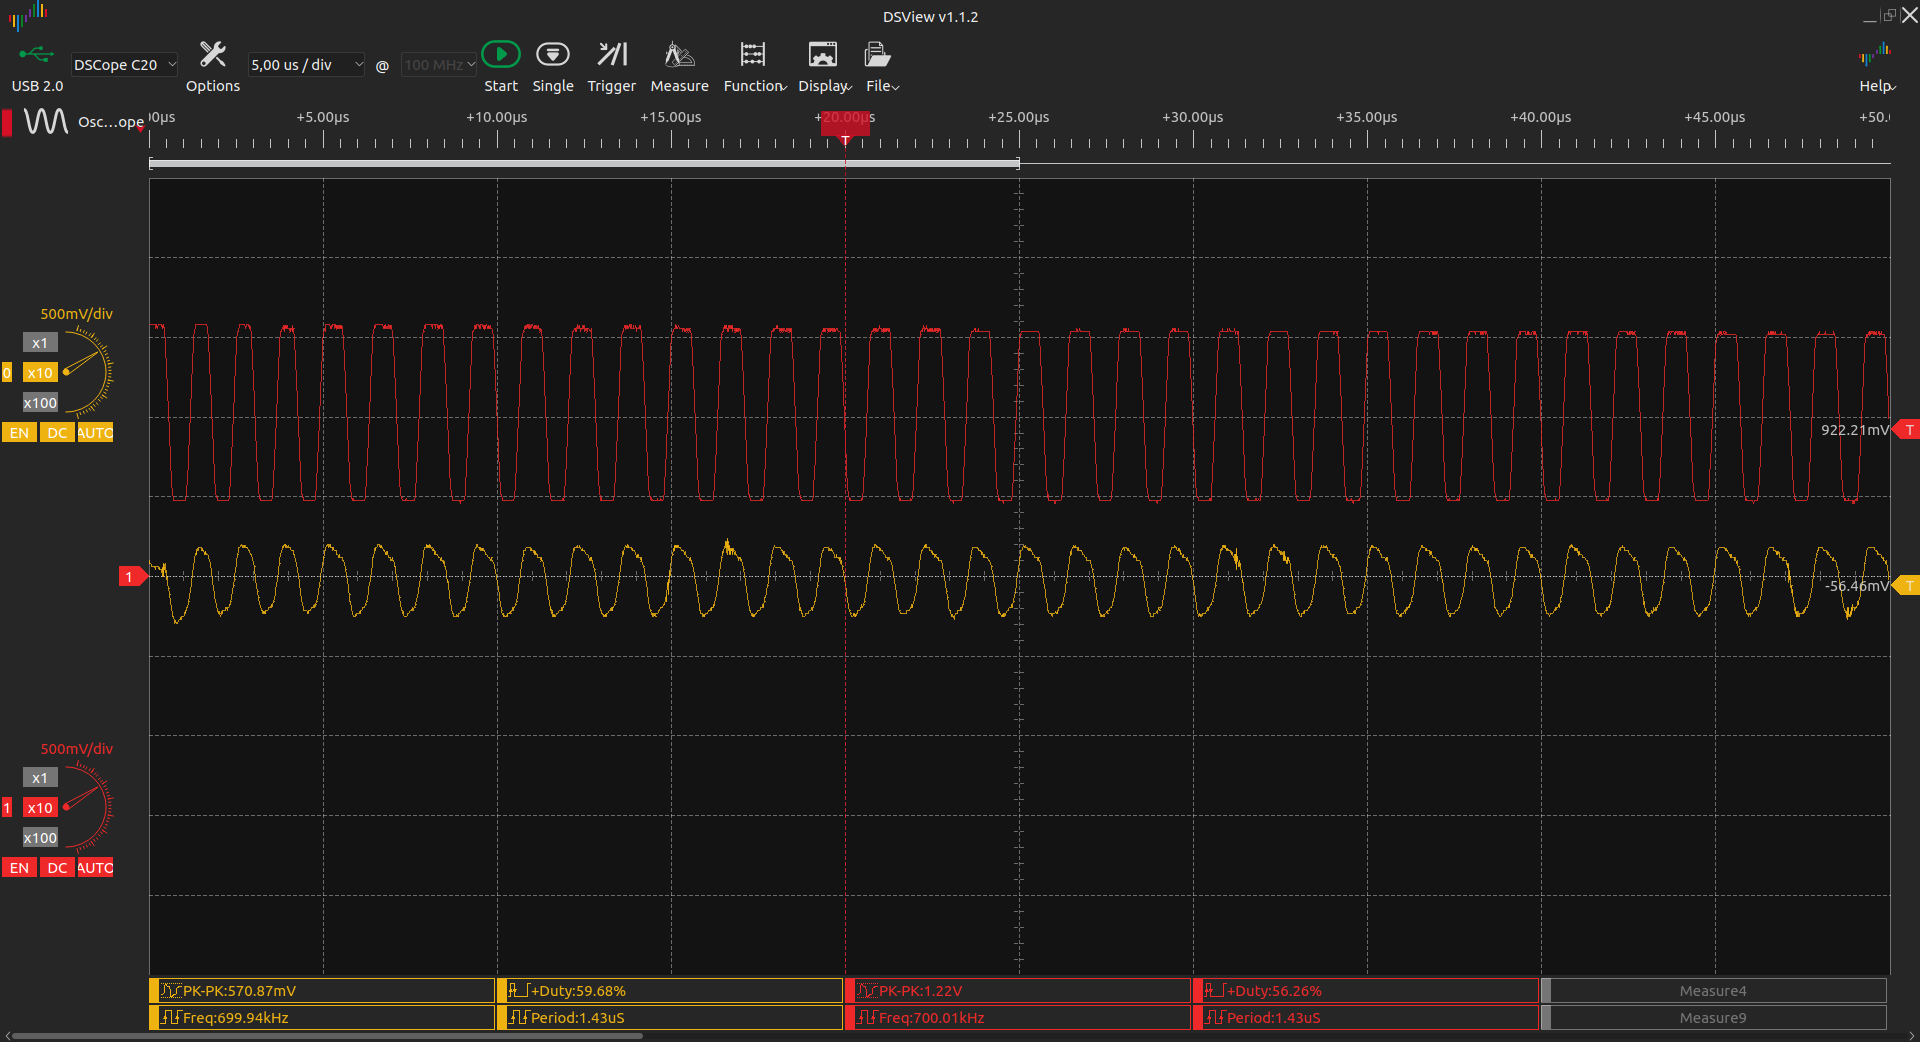 DSView v1.1.2
USB 2.0
DSCope C20
Options
5,00 us / div
@
100 MHz
Start
Single
Trigger
Measure
Function
Display
File
Help
Osc...ope
00µs
+5.00µs
+10.00µs
+15.00µs
+20.00µs
+25.00µs
+30.00µs
+35.00µs
+40.00µs
+45.00µs
+50.0
T
500mV/div
x1
0
x10
x100
EN
DC
AUTO
922.21mV
T
1
-56.46mV
T
500mV/div
x1
1
x10
x100
EN
DC
AUTO
PK-PK:570.87mV
+Duty:59.68%
PK-PK:1.22V
+Duty:56.26%
Measure4
Freq:699.94kHz
Period:1.43uS
Freq:700.01kHz
Period:1.43uS
Measure9